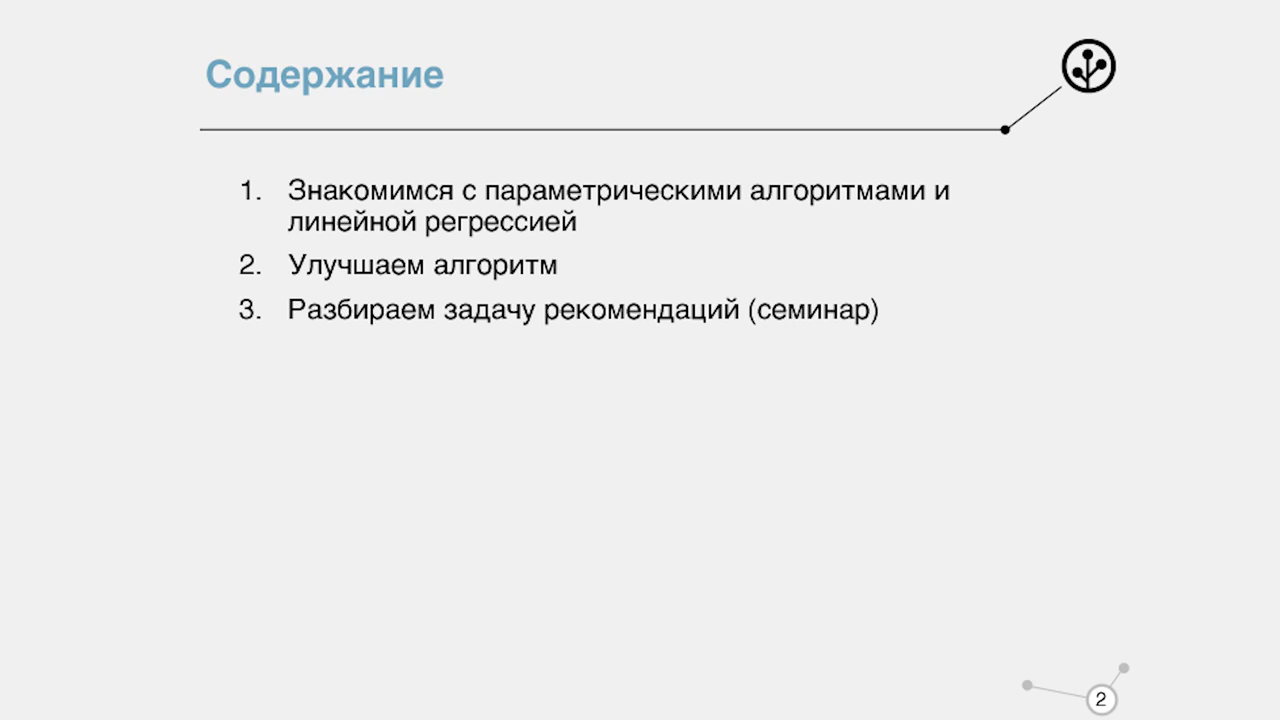 Содержание
1. Знакомимся с параметрическими алгоритмами и
линейной регрессией
2. Улучшаем алгоритм
3. Разбираем задачу рекомендаций (семинар)
2